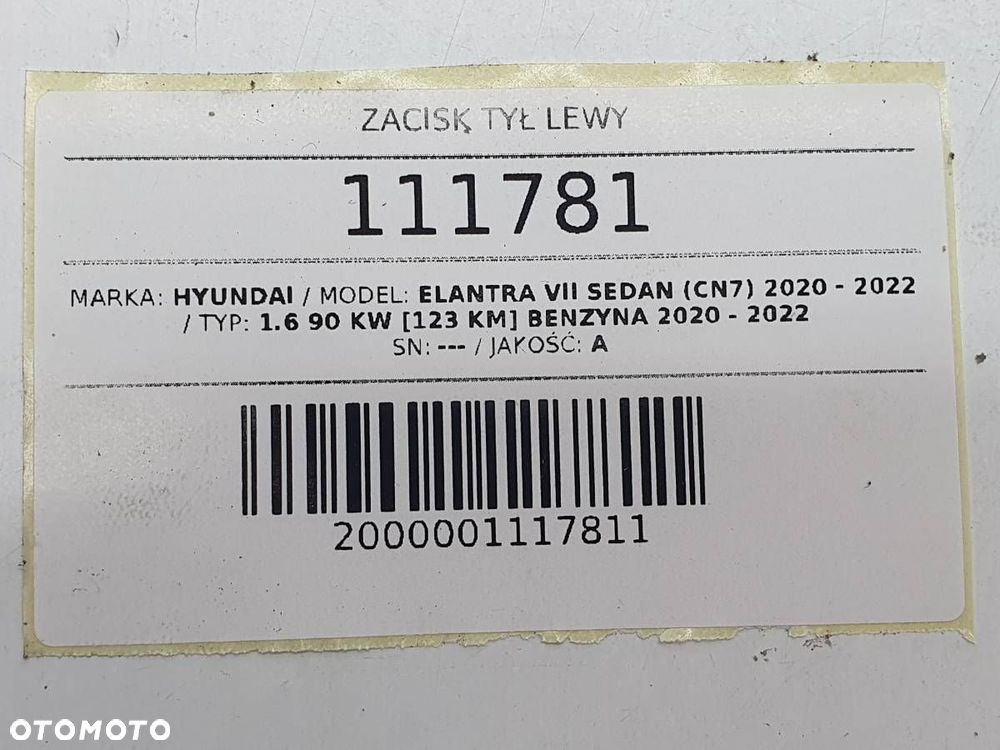 ZACISK TYŁ LEWY
111781
MARKA: HYUNDAI / MODEL: ELANTRA VII SEDAN (CN7) 2020 - 2022
/ TYP: 1.6 90 KW [123 KM] BENZYNA 2020 - 2022
SN: --- / JAKOŚĆ: A
2000001117811
OTOMOTO